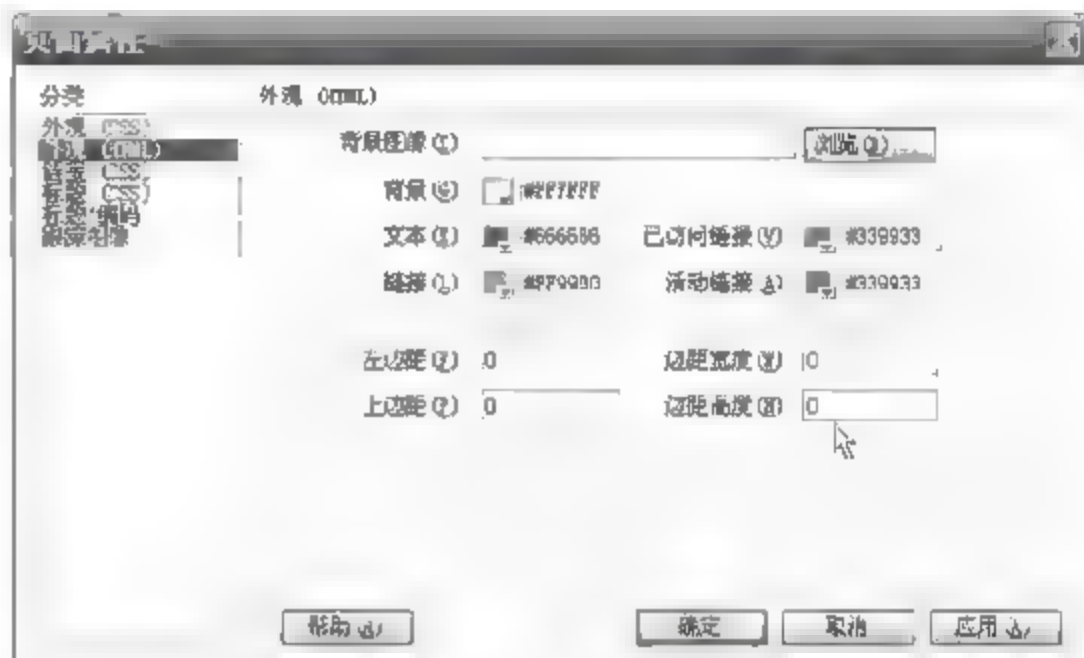 页面属性
分类
外观 (CSS)
外观 (HTML)
链接 (CSS)
标题 (CSS)
标题/编码
跟踪图像
外观 (HTML)
背景图像(I)
浏览
背景
文本
已访问链接(V) #339933
链接(L)
活动链接 #339933
左边距 0
边距宽度(W) 0
上边距 0
边距高度 0
帮助
确定
取消
应用